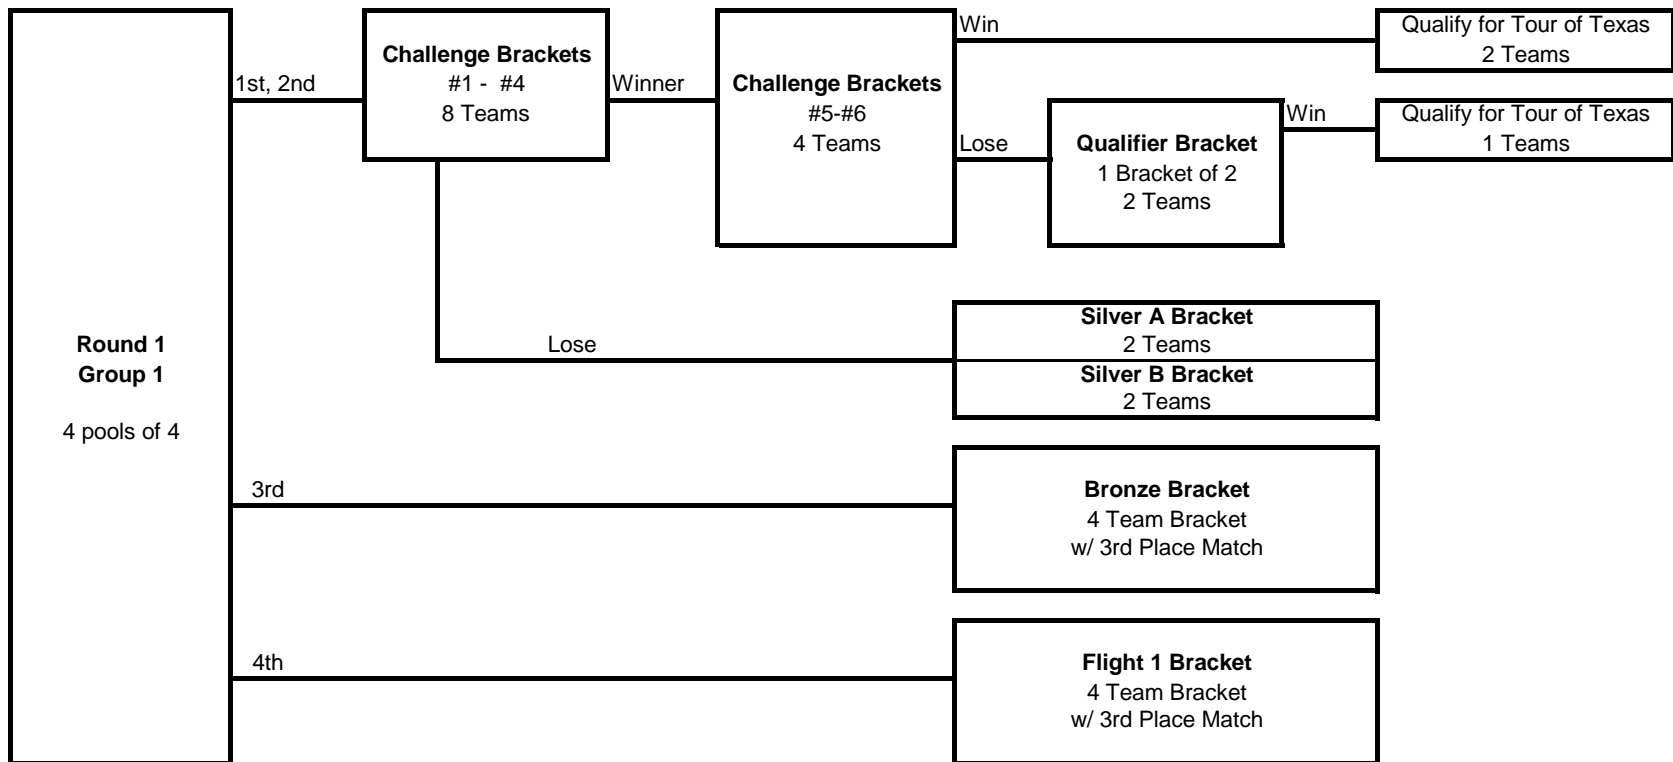 Round 1
Group 1
4 pools of 4
1st, 2nd
Challenge Brackets
#1 -  #4
8 Teams
Winner
Challenge Brackets
#5-#6
4 Teams
Win
Qualify for Tour of Texas
2 Teams
Lose
Qualifier Bracket
1 Bracket of 2
2 Teams
Win
Qualify for Tour of Texas
1 Teams
Lose
Silver A Bracket
2 Teams
Silver B Bracket
2 Teams
3rd
Bronze Bracket
4 Team Bracket
w/ 3rd Place Match
4th
Flight 1 Bracket
4 Team Bracket
w/ 3rd Place Match